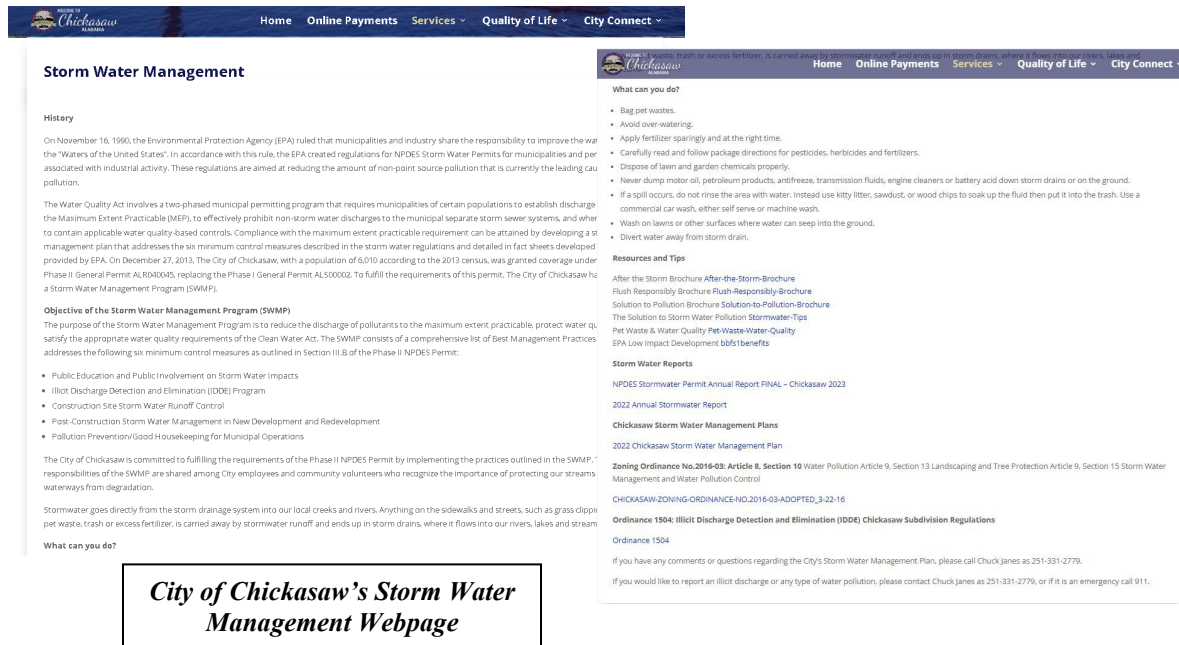 WELCOME TO
Chickasaw
ALABAMA
Home Online Payments Services Quality of Life City Connect
Storm Water Management
History
On November 16, 1990, the Environmental Protection Agency (EPA) ruled that municipalities and industry share the responsibility to improve the wat
the "Waters of the United States". In accordance with this rule, the EPA created regulations for NPDES Storm Water Permits for municipalities and per
associated with industrial activity. These regulations are aimed at reducing the amount of non-point source pollution that is currently the leading cau
pollution.
The Water Quality Act involves a two-phased municipal permitting program that requires municipalities of certain populations to establish discharge
the Maximum Extent Practicable (MEP), to effectively prohibit non-storm water discharges to the municipal separate storm sewer systems, and wher
to contain applicable water quality-based controls. Compliance with the maximum extent practicable requirement can be attained by developing a st
management plan that addresses the six minimum control measures described in the storm water regulations and detailed in fact sheets developed
provided by EPA. On December 27, 2013, The City of Chickasaw, with a population of 6,010 according to the 2013 census, was granted coverage under
Phase II General Permit ALR040045, replacing the Phase I General Permit ALS00002. To fulfill the requirements of this permit, The City of Chickasaw ha
a Storm Water Management Program (SWMP).
Objective of the Storm Water Management Program (SWMP)
The purpose of the Storm Water Management Program is to reduce the discharge of pollutants to the maximum extent practicable, protect water qu
satisfy the appropriate water quality requirements of the Clean Water Act. The SWMP consists of a comprehensive list of Best Management Practices
addresses the following six minimum control measures as outlined in Section III.B of the Phase II NPDES Permit:
• Public Education and Public Involvement on Storm Water Impacts
• Illicit Discharge Detection and Elimination (IDDE) Program
• Construction Site Storm Water Runoff Control
• Post-Construction Storm Water Management in New Development and Redevelopment
• Pollution Prevention/Good Housekeeping for Municipal Operations
The City of Chickasaw is committed to fulfilling the requirements of the Phase II NPDES Permit by implementing the practices outlined in the SWMP. T
responsibilities of the SWMP are shared among City employees and community volunteers who recognize the importance of protecting our streams
waterways from degradation.
Stormwater goes directly from the storm drainage system into our local creeks and rivers. Anything on the sidewalks and streets, such as grass clippin
pet waste, trash or excess fertilizer, is carried away by stormwater runoff and ends up in storm drains, where it flows into our rivers, lakes and stream
What can you do?
City of Chickasaw's Storm Water
Management Webpage
pet waste, trash or excess fertilizer, is carried away by stormwater runoff and ends up in storm drains, where it flows into our rivers, lakes and
Chickasaw
ALABAMA
Home Online Payments Services Quality of Life City Connect
What can you do?
• Bag pet wastes.
• Avoid over-watering.
• Apply fertilizer sparingly and at the right time.
• Carefully read and follow package directions for pesticides, herbicides and fertilizers.
• Dispose of lawn and garden chemicals properly.
• Never dump motor oil, petroleum products, antifreeze, transmission fluids, engine cleaners or battery acid down storm drains or on the ground.
• If a spill occurs, do not rinse the area with water. Instead use kitty litter, sawdust, or wood chips to soak up the fluid then put it into the trash. Use a
commercial car wash, either self serve or machine wash.
• Wash on lawns or other surfaces where water can seep into the ground.
• Divert water away from storm drain.
Resources and Tips
After the Storm Brochure After-the-Storm-Brochure
Flush Responsibly Brochure Flush-Responsibly-Brochure
Solution to Pollution Brochure Solution-to-Pollution-Brochure
The Solution to Storm Water Pollution Stormwater-Tips
Pet Waste & Water Quality Pet-Waste-Water-Quality
EPA Low Impact Development bbfs1benefits
Storm Water Reports
NPDES Stormwater Permit Annual Report FINAL – Chickasaw 2023
2022 Annual Stormwater Report
Chickasaw Storm Water Management Plans
2022 Chickasaw Storm Water Management Plan
Zoning Ordinance No.2016-03: Article 8, Section 10 Water Pollution Article 9, Section 13 Landscaping and Tree Protection Article 9, Section 15 Storm Water
Management and Water Pollution Control
CHICKASAW-ZONING-ORDINANCE-NO.2016-03-ADOPTED_3-22-16
Ordinance 1504: Illicit Discharge Detection and Elimination (IDDE) Chickasaw Subdivision Regulations
Ordinance 1504
If you have any comments or questions regarding the City's Storm Water Management Plan, please call Chuck Janes as 251-331-2779.
If you would like to report an illicit discharge or any type of water pollution, please contact Chuck Janes as 251-331-2779, or if it is an emergency call 911.